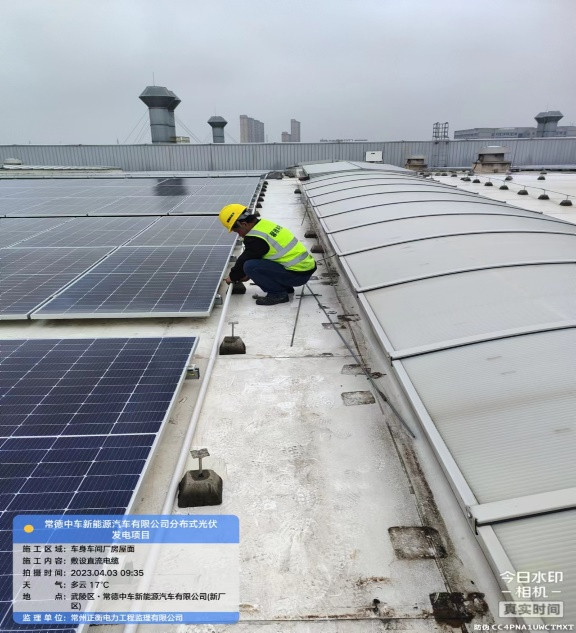 常德中车新能源汽车有限公司分布式光伏
发电项目
施工区域：车身车间厂房屋面
施工内容：敷设直流电缆
拍摄时间：2023.04.03 09:35
天气：多云 17℃
地点：武陵区·常德中车新能源汽车有限公司(新厂
区)
监理单位：常州正衡电力工程监理有限公司
今日水印
相机
真实时间
防伪 CC4PNA1UWCTMXT